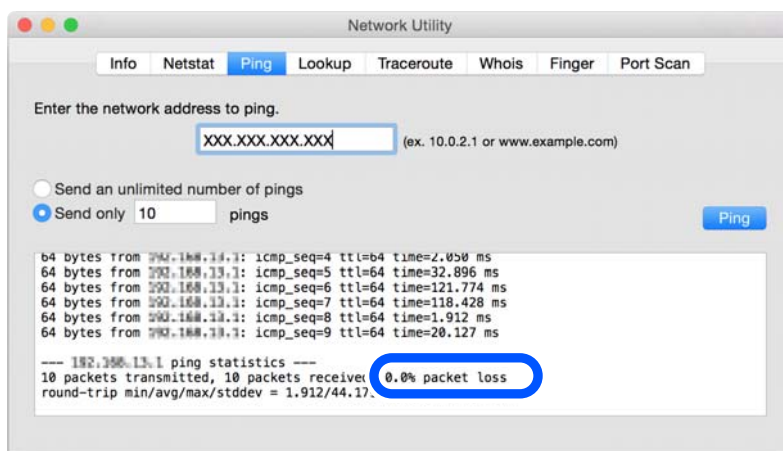 Network Utility
Info Netstat Ping Lookup Traceroute Whois Finger Port Scan
Enter the network address to ping.
XXX.XXX.XXX.XXX (ex. 10.0.2.1 or www.example.com)
Send an unlimited number of pings
Send only 10 pings
Ping
64 bytes from : icmp_seq=4 ttl=64 time=2.050 ms
64 bytes from : icmp_seq=5 ttl=64 time=32.896 ms
64 bytes from : icmp_seq=6 ttl=64 time=121.774 ms
64 bytes from : icmp_seq=7 ttl=64 time=118.428 ms
64 bytes from : icmp_seq=8 ttl=64 time=1.912 ms
64 bytes from : icmp_seq=9 ttl=64 time=20.127 ms
--- ping statistics ---
10 packets transmitted, 10 packets receive 0.0% packet loss
round-trip min/avg/max/stddev = 1.912/44.17